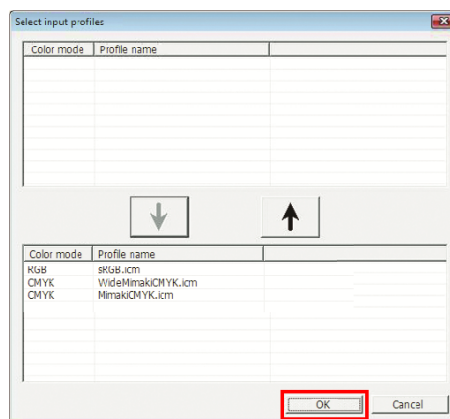 Select input profiles
Color mode Profile name
Color mode Profile name
RGB sRGB.icm
CMYK WideMimakiCMYK.icm
CMYK MimakiCMYK.icm
OK Cancel